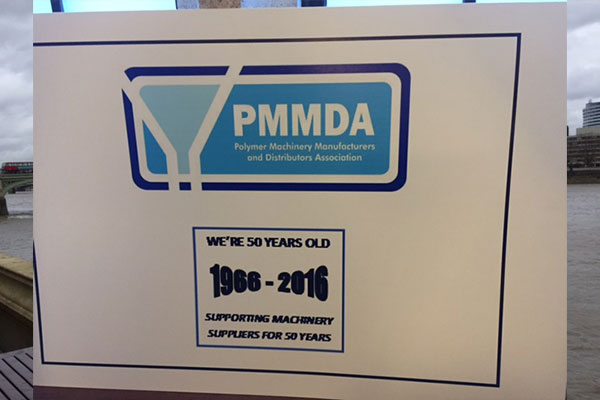 PMMDA
Polymer Machinery Manufacturers
and Distributors Association
WE'RE 50 YEARS OLD
1966 - 2016
SUPPORTING MACHINERY
SUPPLIERS FOR 50 YEARS